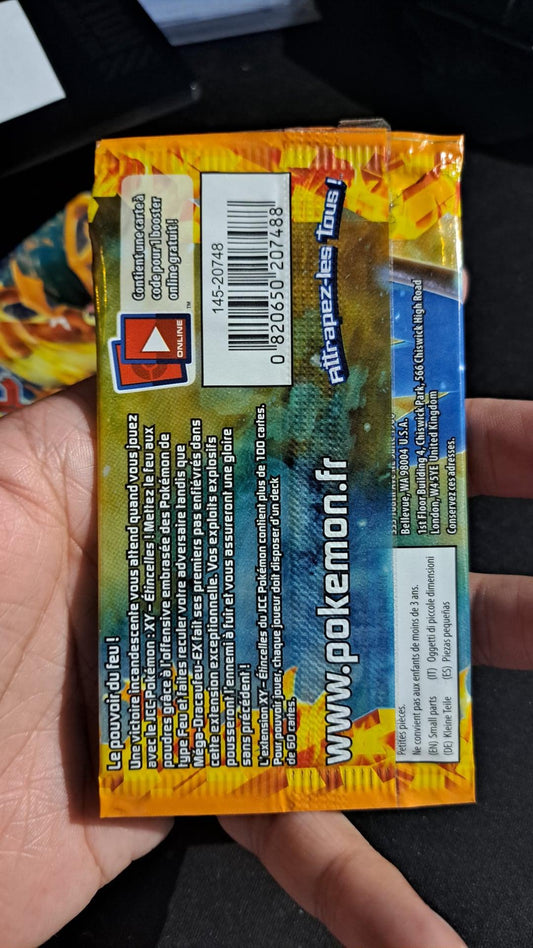 Le pouvoir du feu !
Une victoire incandescente vous attend quand vous jouez
avec le JCC Pokémon : XY – Étincelles ! Mettez le feu aux
poudres grâce à l'offensive embrasée des Pokémon de
type Feu et faites reculer votre adversaire tandis que
Méga-Dracaufeu-EX fait ses premiers pas enfiévrés dans
cette extension exceptionnelle. Vos exploits explosifs
pousseront l'ennemi à fuir et vous assureront une gloire
sans précédent !
L'extension XY – Étincelles du JCC Pokémon contient plus de 100 cartes.
Pour pouvoir jouer, chaque joueur doit disposer d'un deck
de 60 cartes.
www.pokemon.fr
Contient une carte à
code pour 1 booster
online gratuit !
ONLINE
TM
145-20748
0 820650 207488
Attrapez-les Tous !
Bellevue, WA 98004 U.S.A.
1st Floor Building 4, Chiswick Park, 566 Chiswick High Road
London, W4 5YE United Kingdom
Conservez ces adresses.
Petites pièces.
Ne convient pas aux enfants de moins de 3 ans.
(EN) Small parts (IT) Oggetti di piccole dimensioni
(DE) Kleine Teile (ES) Piezas pequeñas